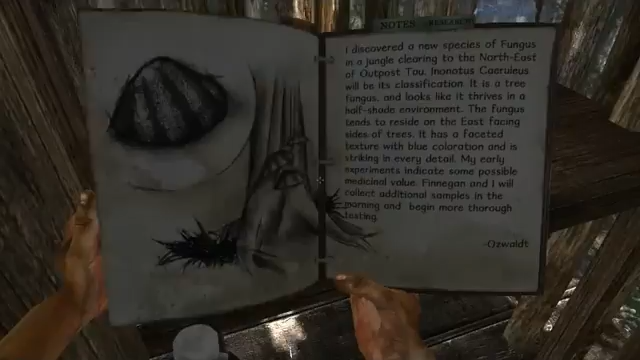 NOTES RESEARCH
I discovered a new species of Fungus
in a jungle clearing to the North-East
of Outpost Tau. Inonotus Caeruleus
will be its classification. It is a tree
fungus, and looks like it thrives in a
half-shade environment. The fungus
tends to reside on the East facing
sides of trees. It has a faceted
texture with blue coloration and is
striking in every detail. My early
experiments indicate some possible
medicinal value. Finnegan and I will
collect additional samples in the
morning and begin more thorough
testing.
-Ozwaldt